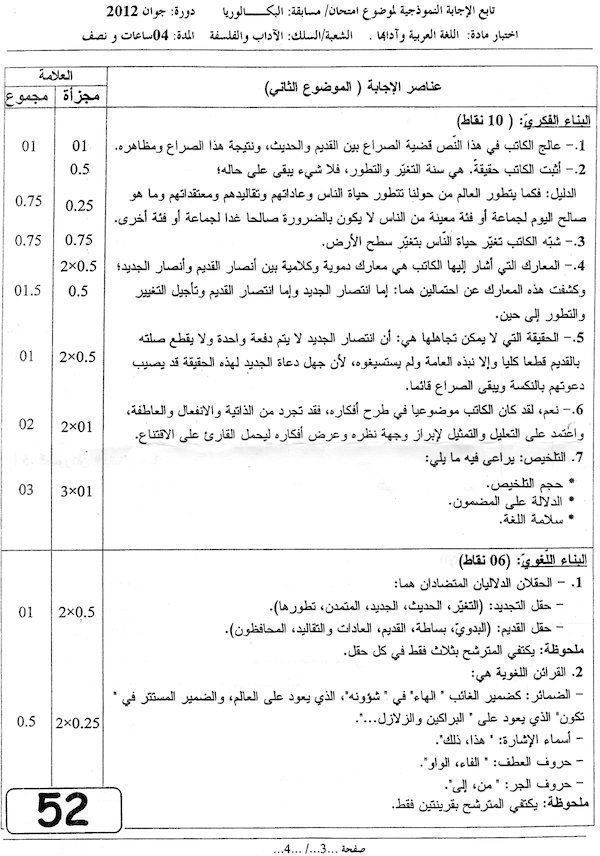 تابع الإجابة النموذجية لموضوع امتحان/ مسابقة: البكـــالوريا دورة: جوان 2012
اختبار مادة: اللغة العربية وآدابها . الشعبة/السلك: الآداب والفلسفة المدة: 04ساعات و نصف
عناصر الإجابة ( الموضوع الثاني) العلامة
مجزأة مجموع
البناء الفكريّ: ( 10 نقاط)
1.- عالج الكاتب في هذا النّص قضية الصراع بين القديم والحديث، ونتيجة هذا الصراع ومظاهره. 01 01
2.- أثبت الكاتب حقيقةً. هي سنة التغيّر والتطور، فلا شيء يبقى على حاله؛ 0.5
الدليل: فكما يتطور العالم من حولنا تتطور حياة الناس وعاداتهم وتقاليدهم ومعتقداتهم وما هو 0.25 0.75
صالح اليوم لجماعة أو فئة معينة من الناس لا يكون بالضرورة صالحا غدا لجماعة أو فئة أخرى.
3.- شبّه الكاتب تغيّر حياة النّاس بتغيّر سطح الأرض. 0.75 0.75
4.- المعارك التي أشار إليها الكاتب هي معارك دموية وكلامية بين أنصار القديم وأنصار الجديد؛ 2×0.5
وكشفت هذه المعارك عن احتمالين هما: إما انتصار الجديد وإما انتصار القديم وتأجيل التغيير 0.5 01.5
والتطور إلى حين.
5.- الحقيقة التي لا يمكن تجاهلها هي: أن انتصار الجديد لا يتم دفعة واحدة ولا يقطع صلته
بالقديم قطعا كليا وإلا نبذه العامة ولم يستسيغوه، لأن جهل دعاة الجديد لهذه الحقيقة قد يصيب 2×0.5 01
دعوتهم بالنكسة ويبقى الصراع قائما.
6.- نعم، لقد كان الكاتب موضوعيا في طرح أفكاره، فقد تجرد من الذاتية والانفعال والعاطفة، 2×01 02
واعتمد على التعليل والتمثيل لإبراز وجهة نظره وعرض أفكاره ليحمل القارئ على الاقتناع.
7. التلخيص: يراعى فيه ما يلي:
* حجم التلخيص. 3×01 03
* الدلالة على المضمون.
* سلامة اللغة.
البناء اللّغويّ: (06 نقاط)
1. - الحقلان الدلاليان المتضادان هما:
- حقل التجديد: (التغيّر، الحديث، الجديد، المتمدن، تطورها). 2×0.5 01
- حقل القديم: (البدويّ، بساطة، القديم، العادات والتقاليد، المحافظون).
ملحوظة: يكتفي المترشح بثلاث فقط في كل حقل.
2. القرائن اللغوية هي:
- الضمائر: كضمير الغائب " الهاء" في " شؤونه"، الذي يعود على العالم، والضمير المستتر في "
تكون" الذي يعود على " البراكين والزلازل...". 2×0.25 0.5
- أسماء الإشارة: " هذا، ذلك".
- حروف العطف: " الفاء، الواو".
- حروف الجر: " من، إلى".
ملحوظة: يكتفي المترشح بقرينتين فقط.
52
صفحة ...3.../ ...4...